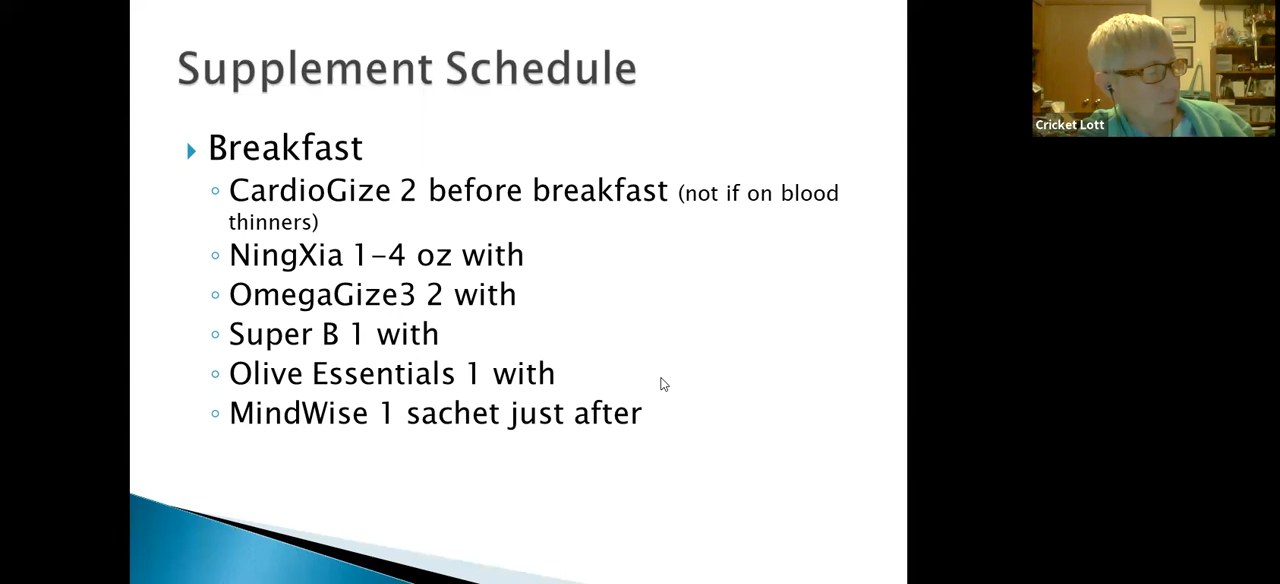 Supplement Schedule
Breakfast
CardioGize 2 before breakfast (not if on blood
thinners)
NingXia 1-4 oz with
OmegaGize3 2 with
Super B 1 with
Olive Essentials 1 with
MindWise 1 sachet just after
Cricket Lott